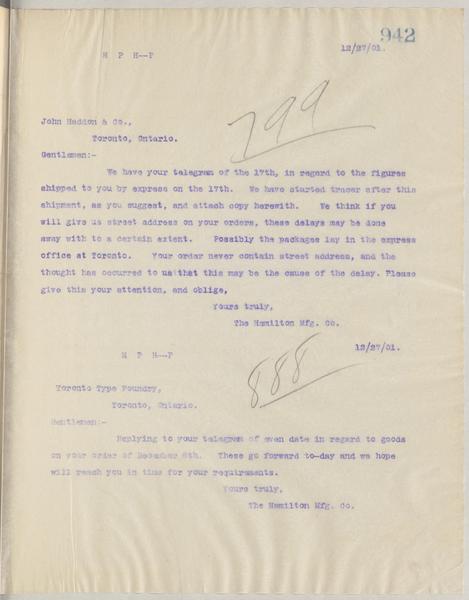 942
12/27/01.
H P H--F
799
John Haddon & Co.,
Toronto, Ontario.
Gentlemen:-
We have your telegram of the 17th, in regard to the figures
shipped to you by express on the 17th. We have started tracer after this
shipment, as you suggest, and attach copy herewith. We think if you
will give us street address on your orders, these delays may be done
away with to a certain extent. Possibly the packages lay in the express
office at Toronto. Your order never contain street address, and the
thought has occurred to us that this may be the cause of the delay. Please
give this your attention, and oblige,
Yours truly,
The Hamilton Mfg. Co.
12/27/01.
H P H--F
888
Toronto Type Foundry,
Toronto, Ontario.
Gentlemen:-
Replying to your telegram of even date in regard to goods
on your order of December 6th. These go forward to-day and we hope
will reach you in time for your requirements.
Yours truly,
The Hamilton Mfg. Co.